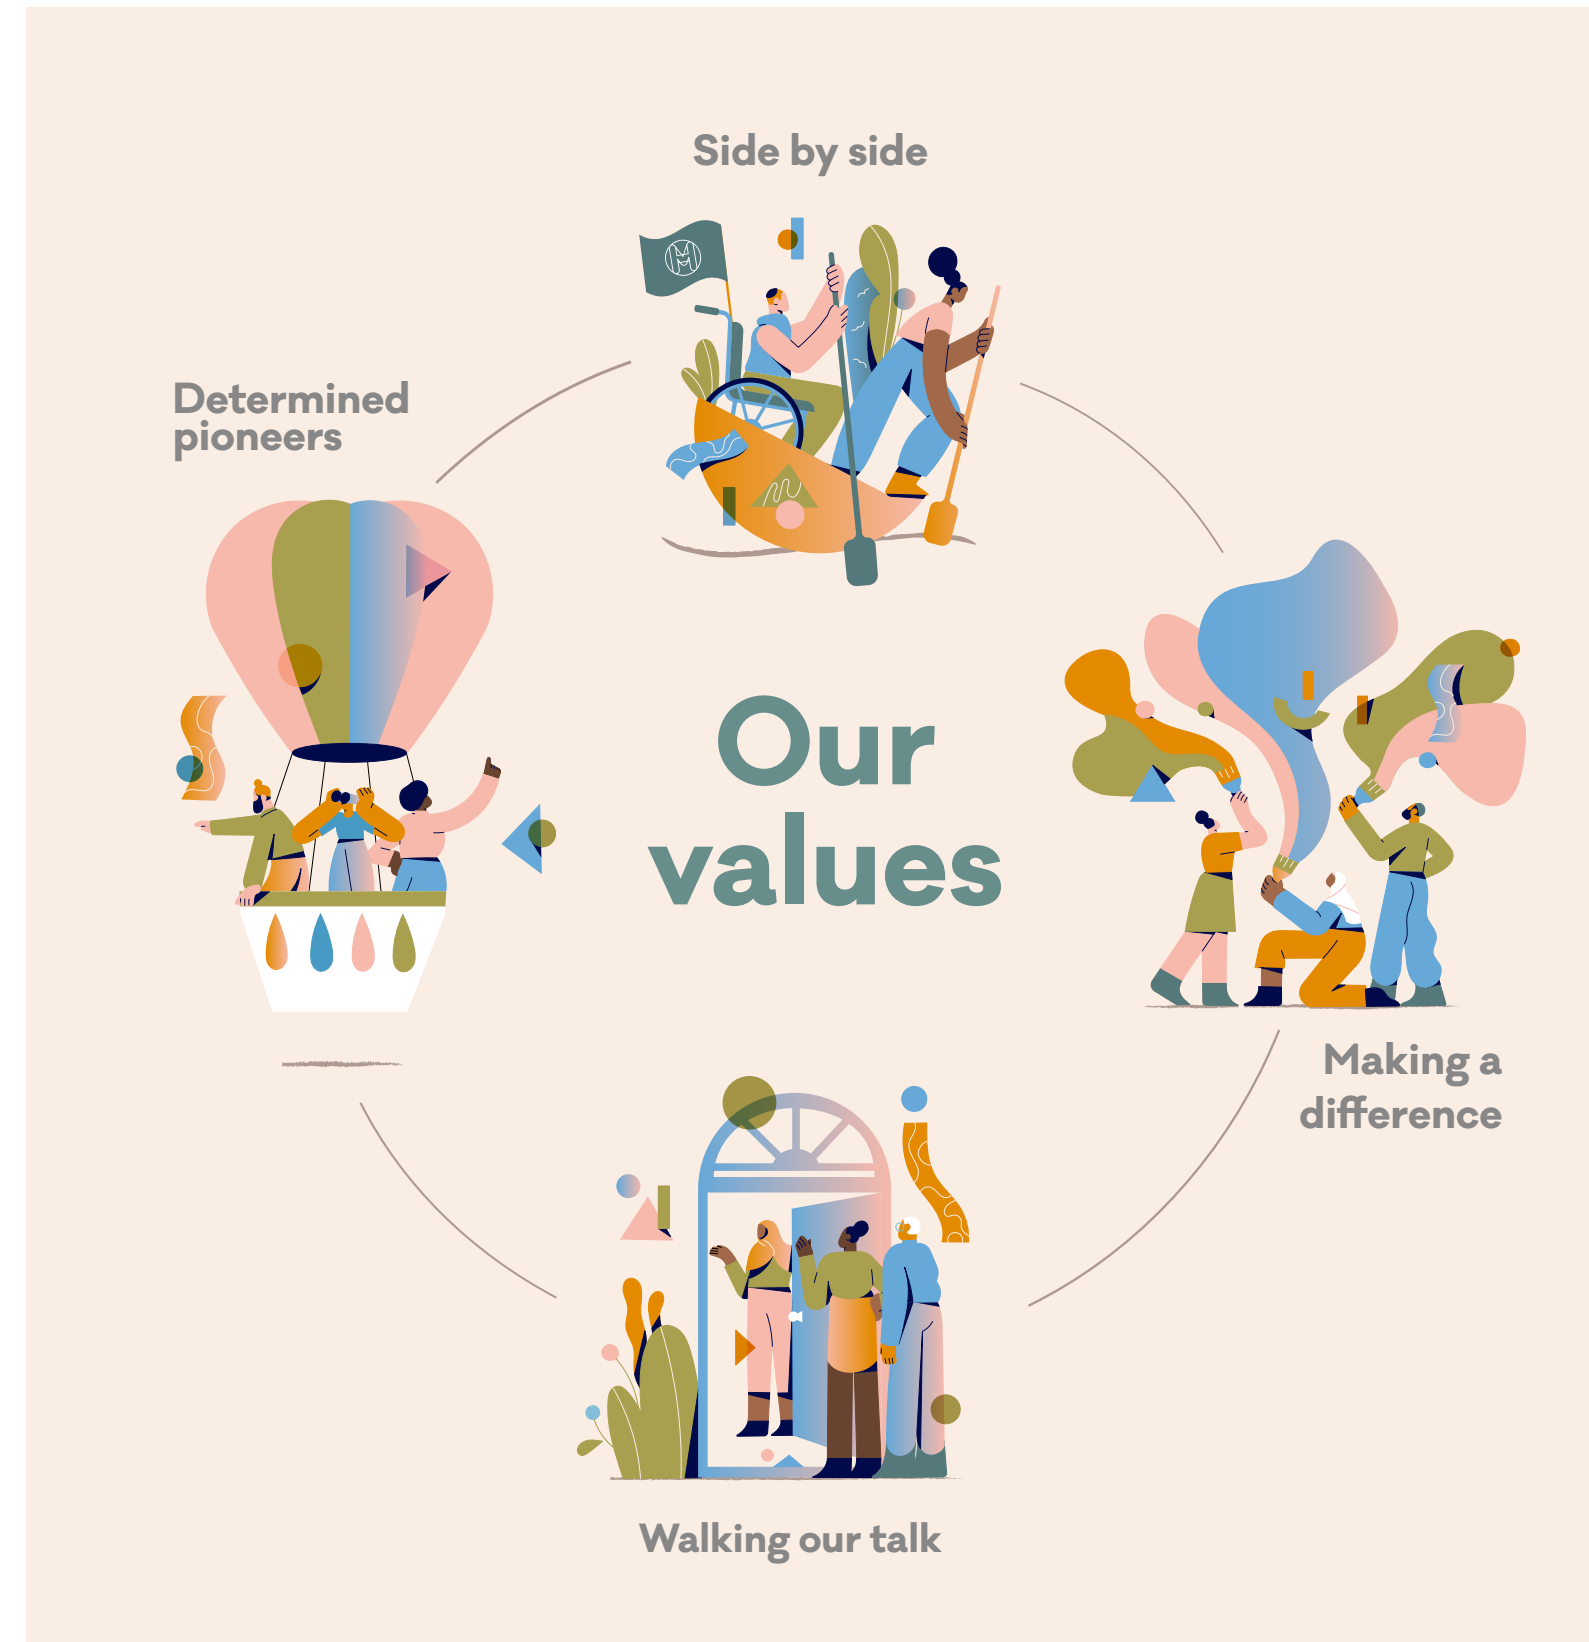 Side by side
Determined
pioneers
Our
values
Making a
difference
Walking our talk